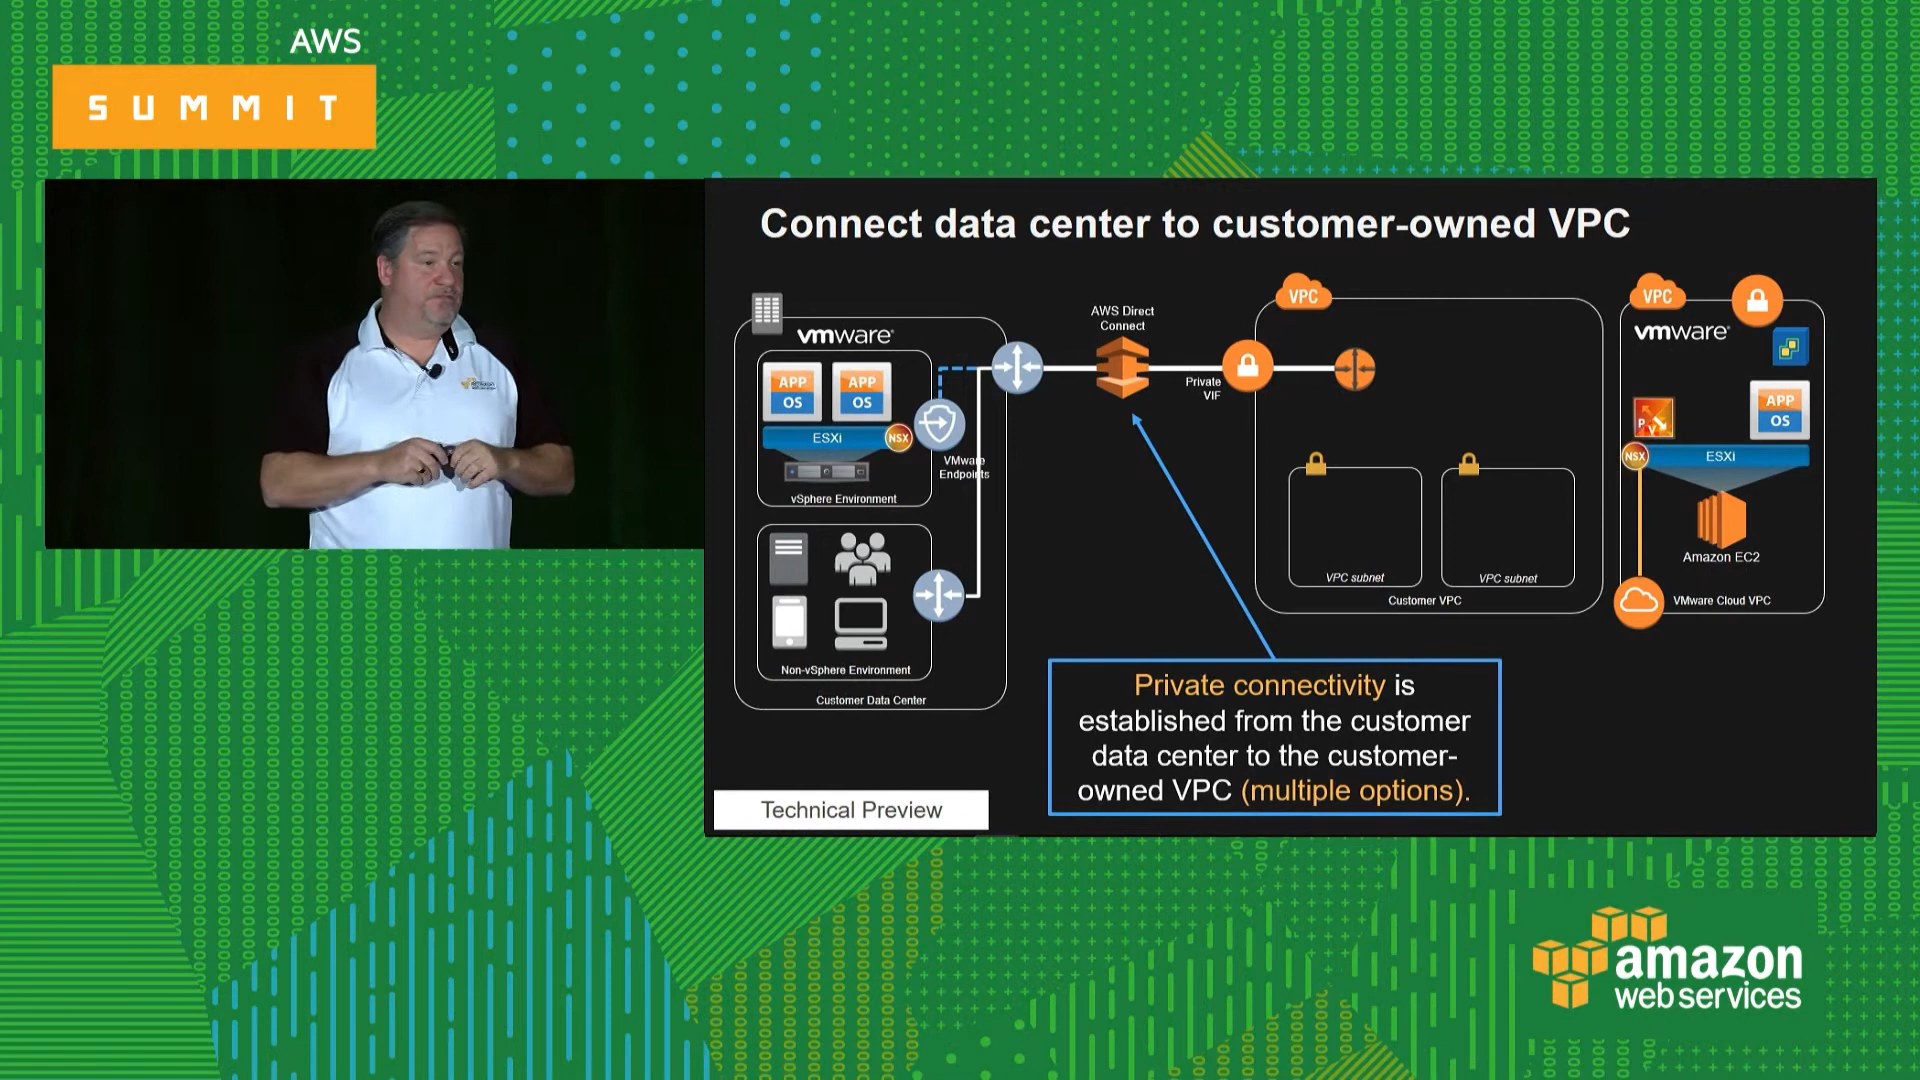 AWS
SUMMIT
Connect data center to customer-owned VPC
vmware
APP
OS
APP
OS
ESXi
NSX
vSphere Environment
VMware
Endpoints
Non-vSphere Environment
Customer Data Center
AWS Direct
Connect
Private
VIF
VPC
VPC subnet
VPC subnet
Customer VPC
VPC
vmware
APP
OS
NSX
ESXi
Amazon EC2
VMware Cloud VPC
Private connectivity is
established from the customer
data center to the customer-
owned VPC (multiple options).
Technical Preview
amazon
web services